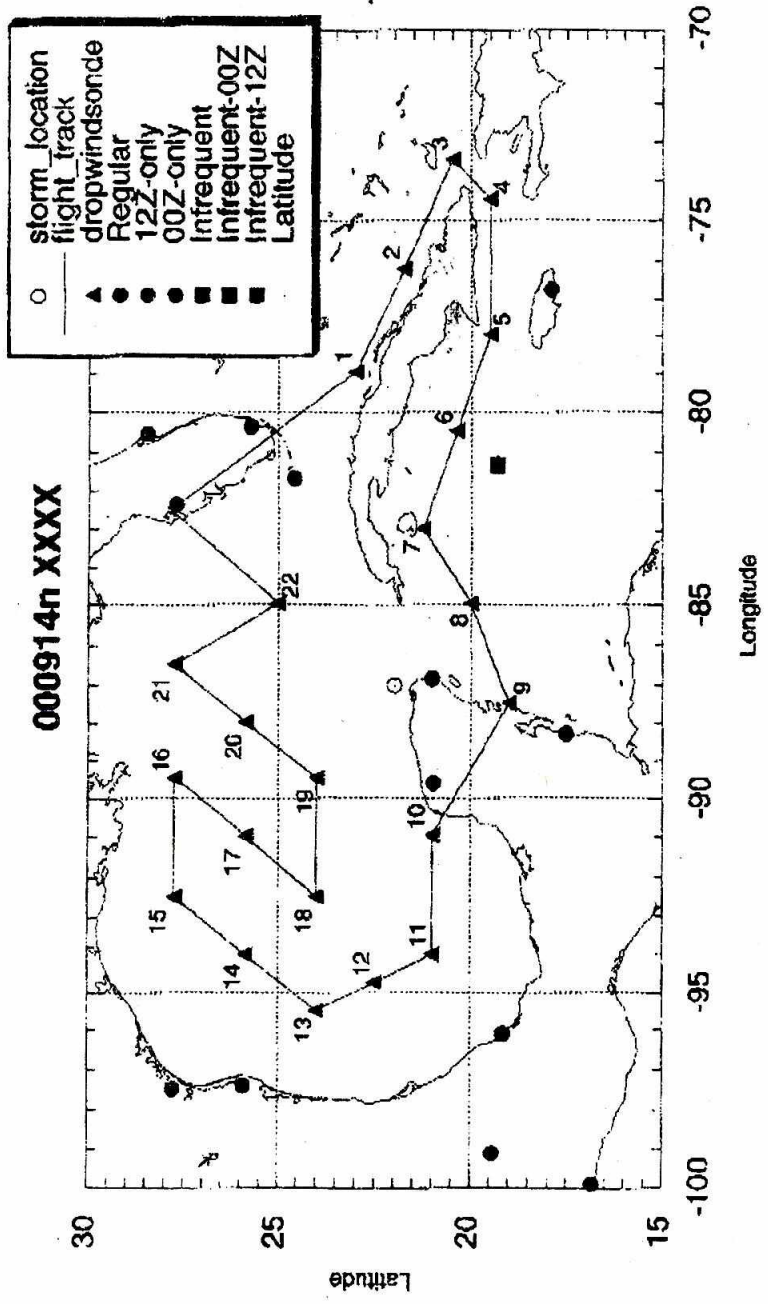 000914n XXXX
storm_location
flight_track
dropwindsonde
Regular
12Z-only
00Z-only
Infrequent
Infrequent-00Z
Infrequent-12Z
Latitude
30
25
20
15
Latitude
-100
-95
-90
-85
-80
-75
-70
Longitude
1
2
3
4
5
6
7
8
9
10
11
12
13
14
15
16
17
18
19
20
21
22